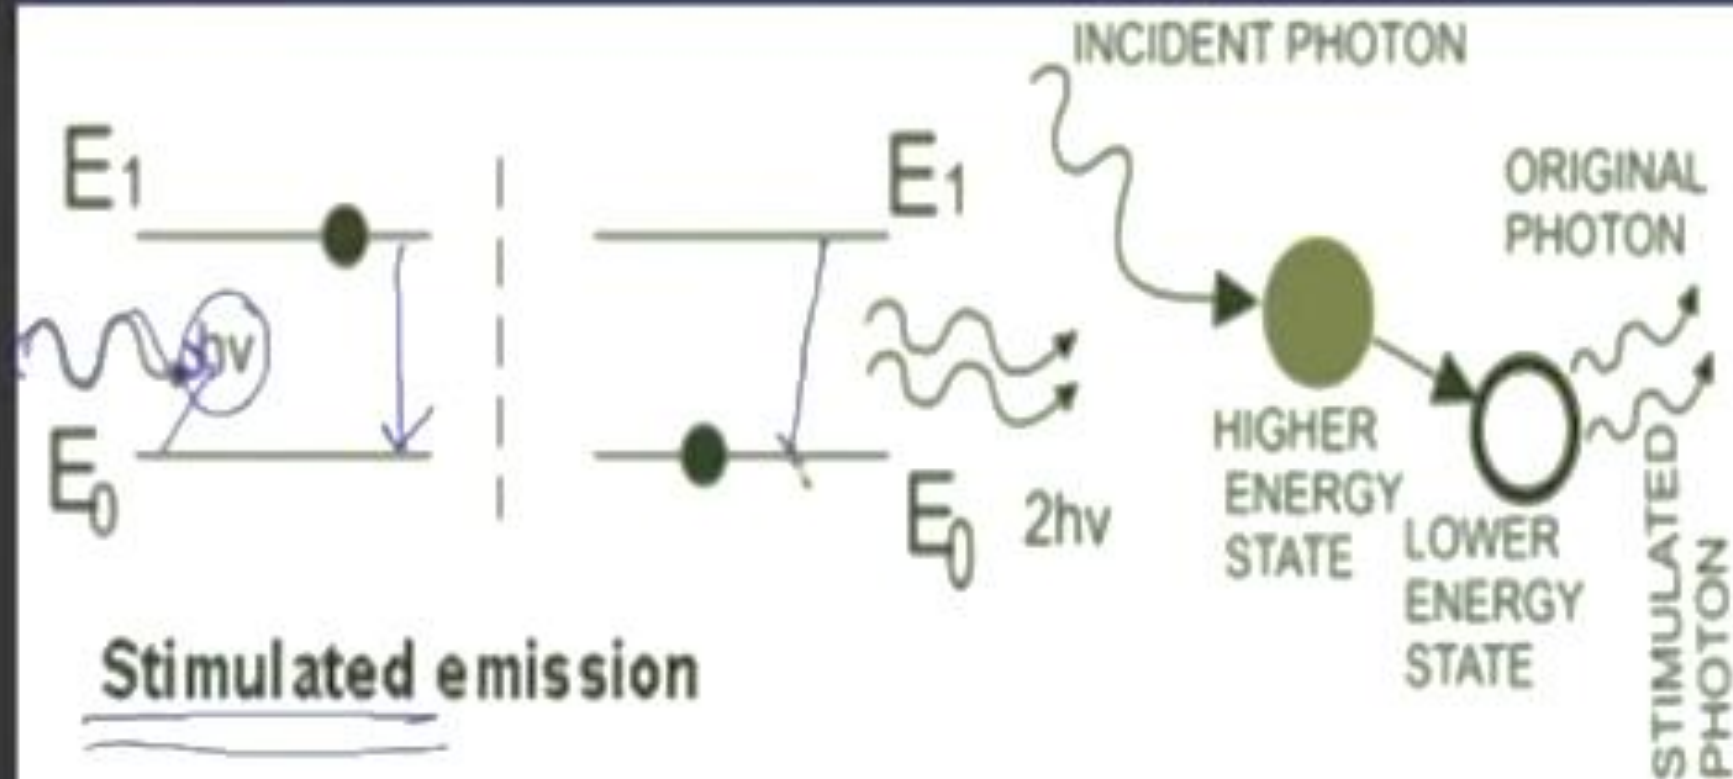 INCIDENT PHOTON
E1
E1
ORIGINAL
PHOTON
hv
E0
E0
2hv
HIGHER
ENERGY
STATE
LOWER
ENERGY
STATE
STIMULATED
PHOTON
Stimulated emission